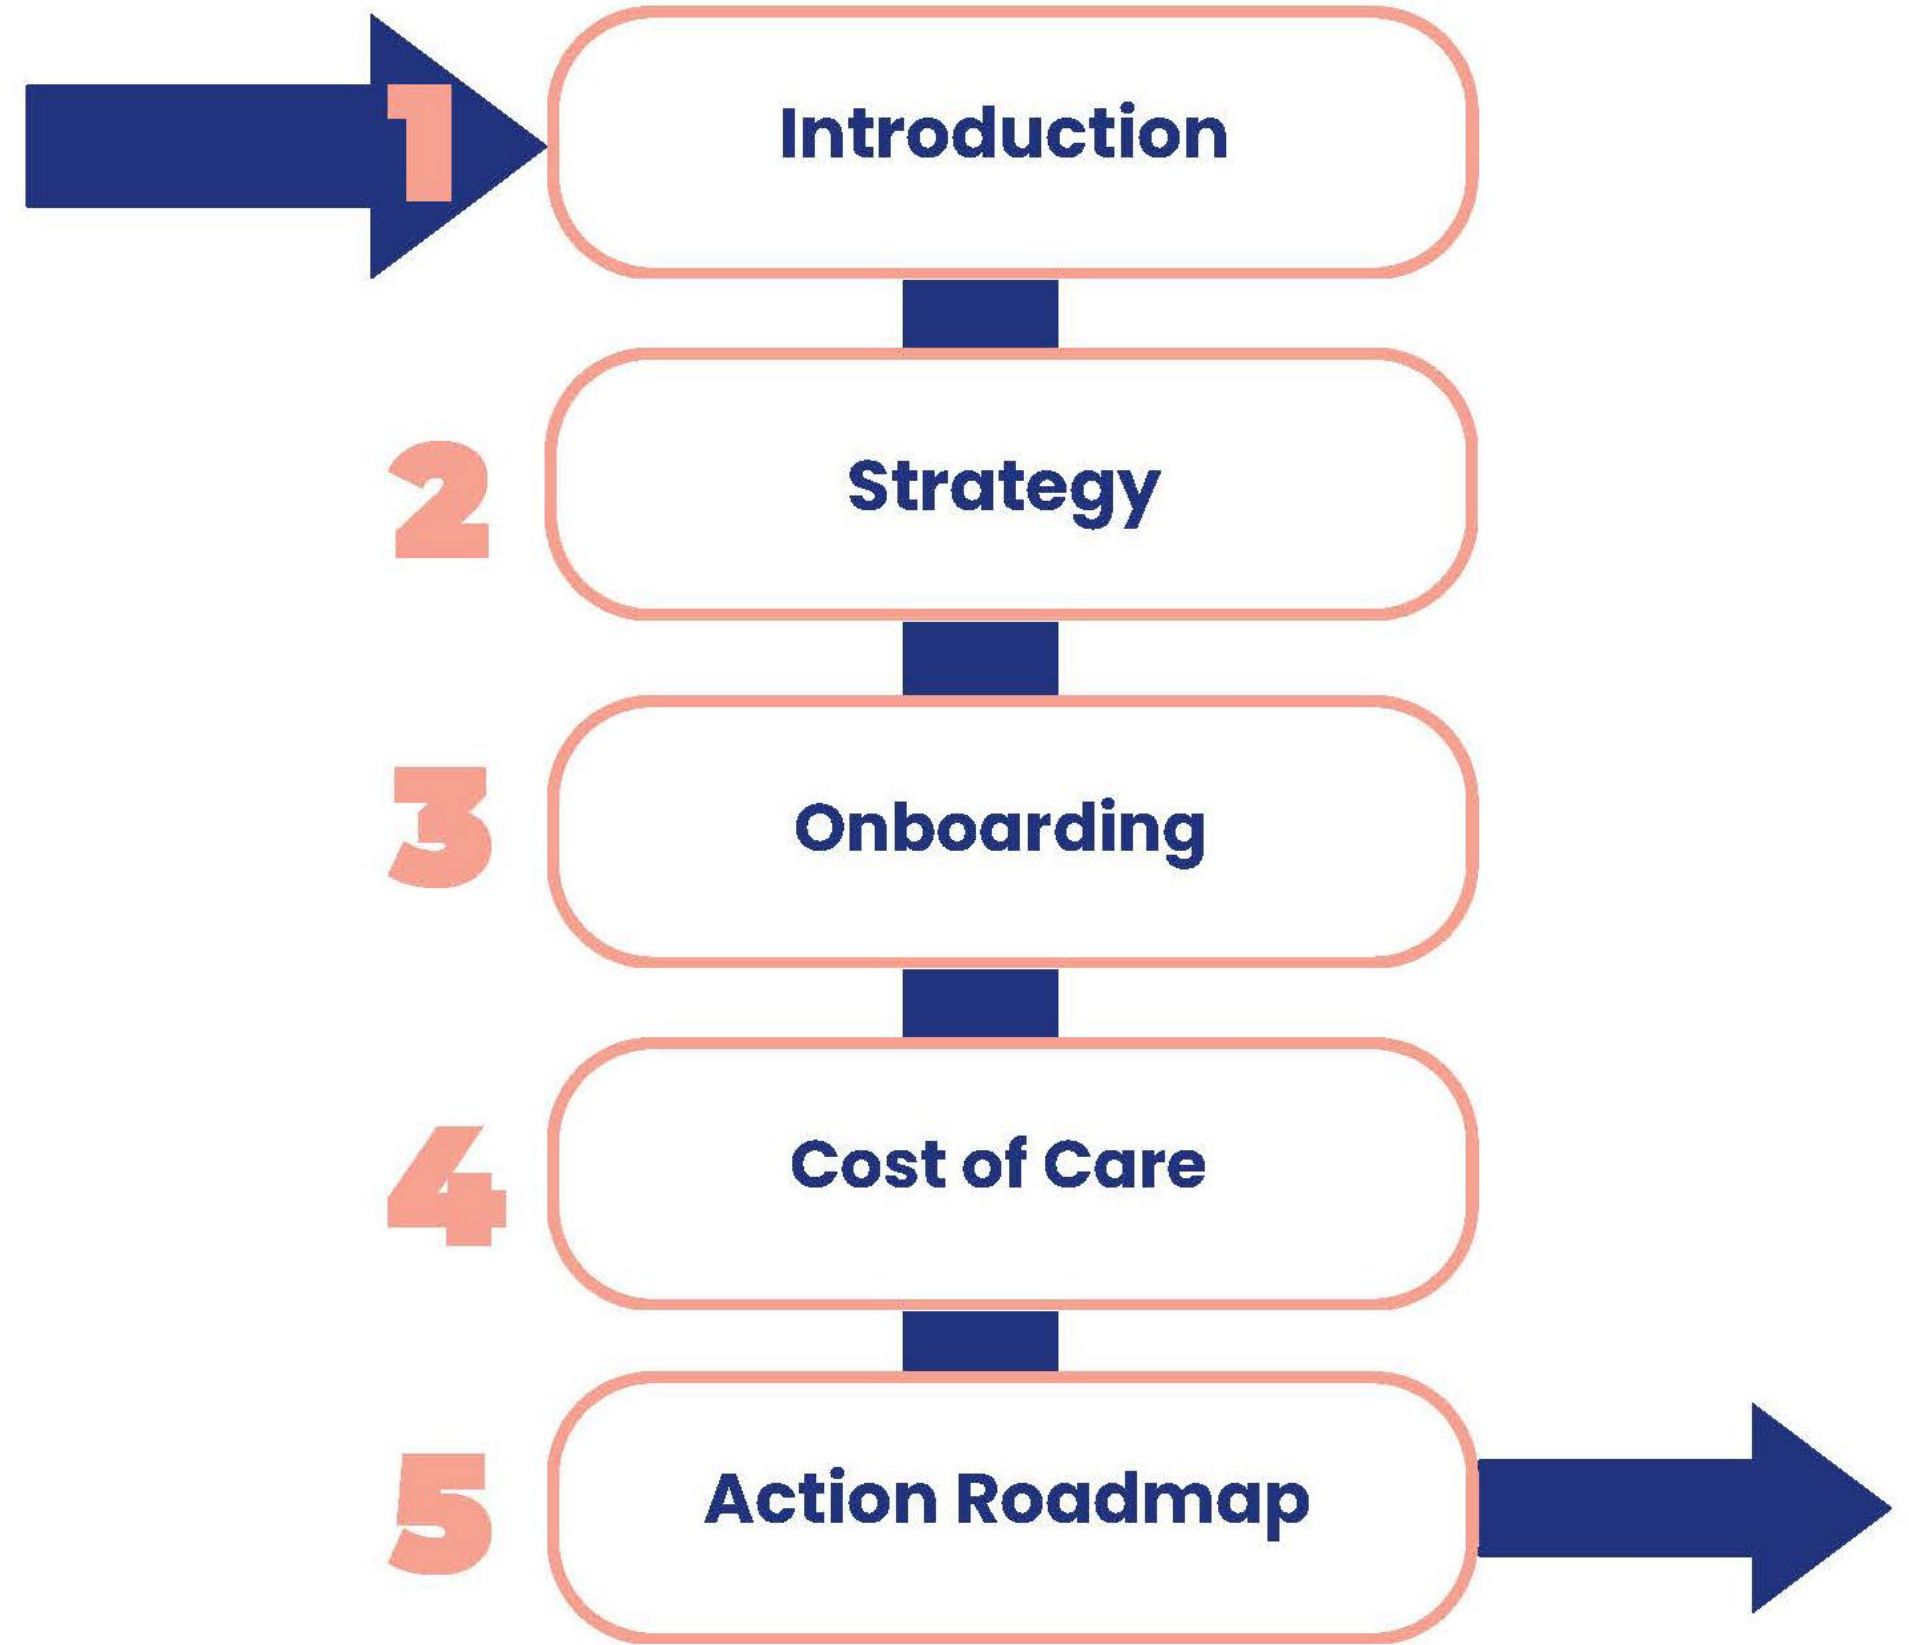 1
Introduction
2
Strategy
3
Onboarding
4
Cost of Care
5
Action Roadmap